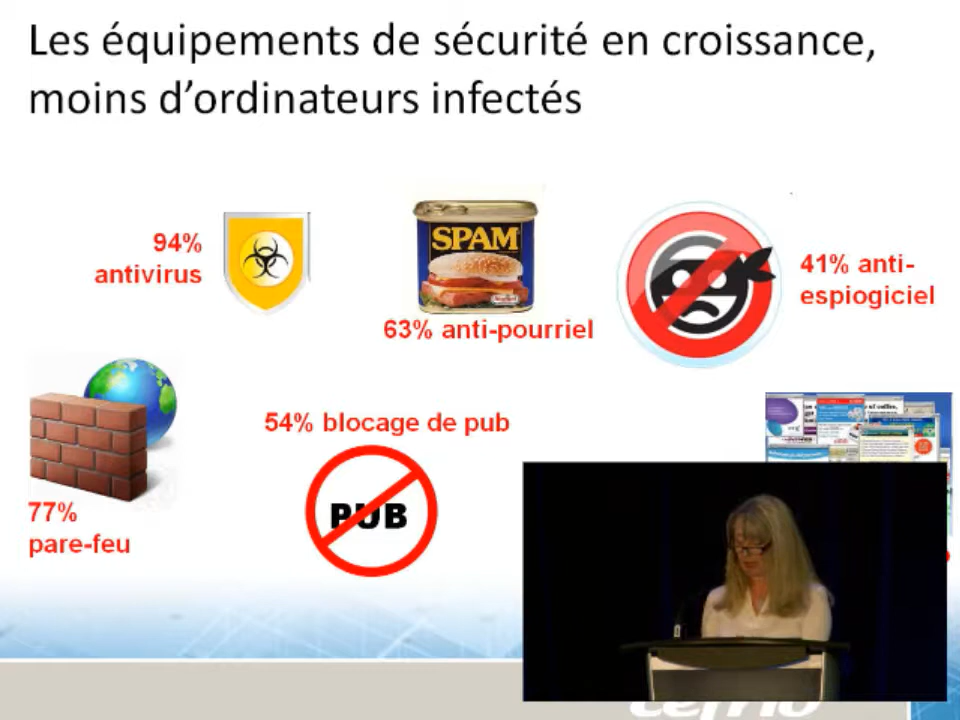 Les équipements de sécurité en croissance,
moins d’ordinateurs infectés
94%
antivirus
SPAM
63% anti-pourriel
41% anti-
espiogiciel
77%
pare-feu
54% blocage de pub
PUB
cefrio